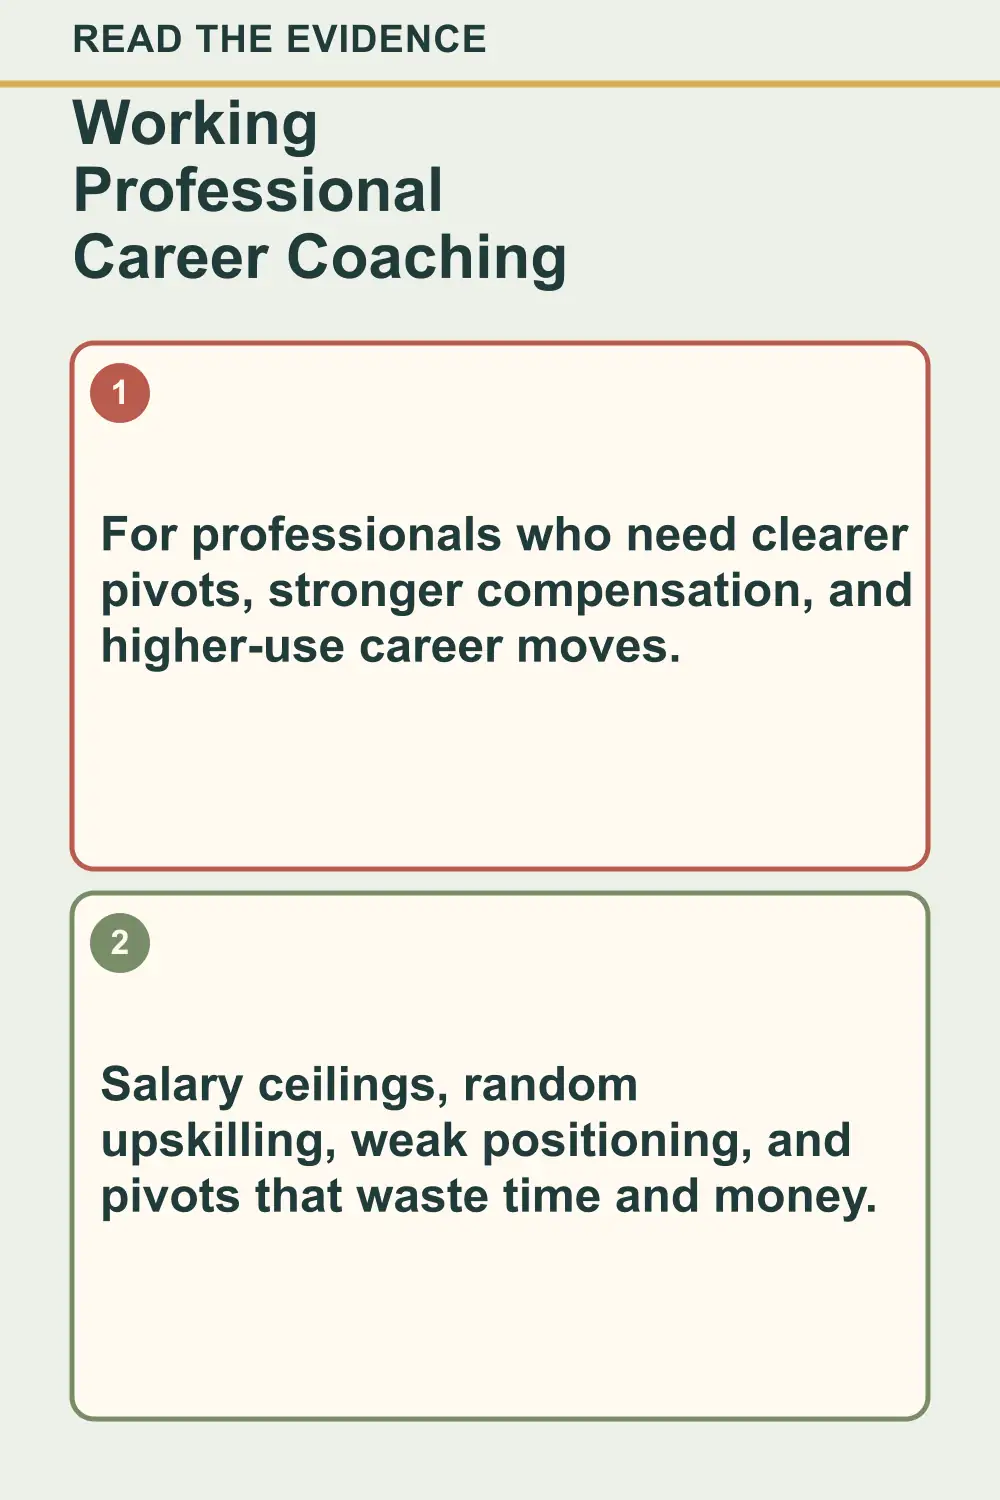 READ THE EVIDENCE
Working
Professional
Career Coaching
1
For professionals who need clearer
pivots, stronger compensation, and
higher-use career moves.
2
Salary ceilings, random
upskilling, weak positioning, and
pivots that waste time and money.